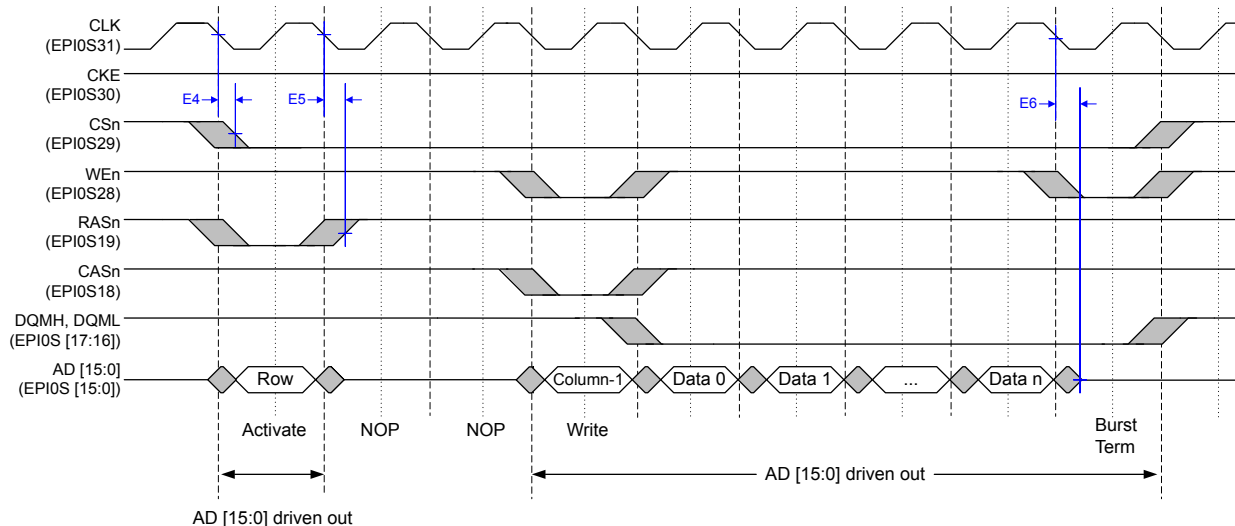 CLK
(EPI0S31)
CKE
(EPI0S30)
E4
E5
E6
CSn
(EPI0S29)
WEn
(EPI0S28)
RASn
(EPI0S19)
CASn
(EPI0S18)
DQMH, DQML
(EPI0S [17:16])
AD [15:0]
(EPI0S [15:0])
Row
Column-1
Data 0
Data 1
...
Data n
Activate
NOP
NOP
Write
Burst
Term
AD [15:0] driven out
AD [15:0] driven out